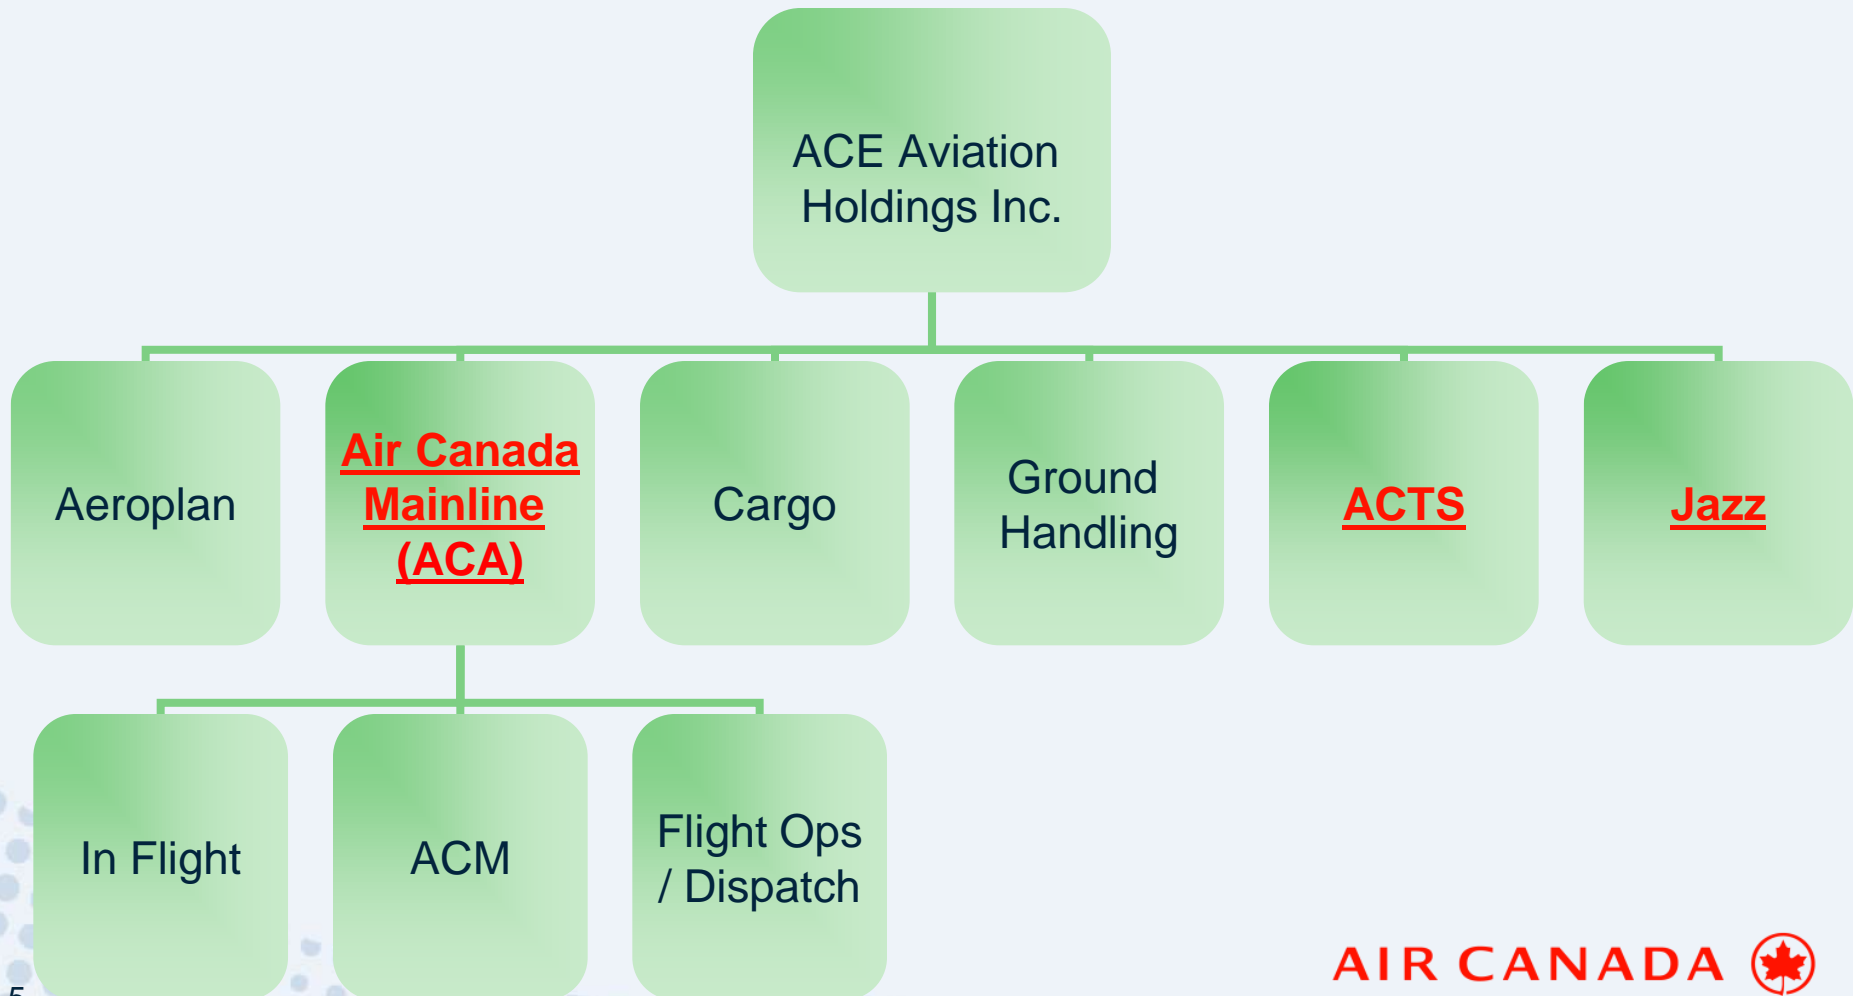 ACE Aviation
Holdings Inc.
Aeroplan
Air Canada
Mainline
(ACA)
Cargo
Ground
Handling
ACTS
Jazz
In Flight
ACM
Flight Ops
/ Dispatch
AIR CANADA
5